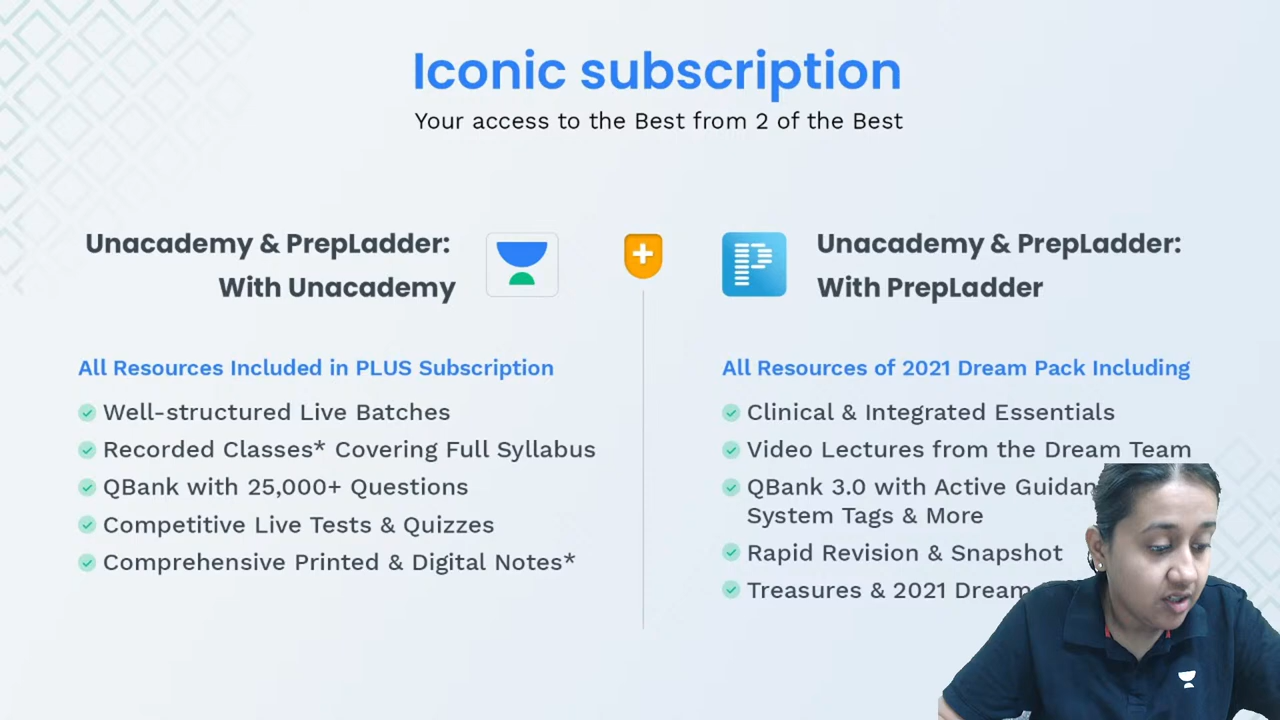 Iconic subscription
Your access to the Best from 2 of the Best
Unacademy & PrepLadder:
With Unacademy
Unacademy & PrepLadder:
With PrepLadder
All Resources Included in PLUS Subscription
Well-structured Live Batches
Recorded Classes* Covering Full Syllabus
QBank with 25,000+ Questions
Competitive Live Tests & Quizzes
Comprehensive Printed & Digital Notes*
All Resources of 2021 Dream Pack Including
Clinical & Integrated Essentials
Video Lectures from the Dream Team
QBank 3.0 with Active
System Tags & More
Rapid Revision & Snapshot
Treasures & 2021 Dream